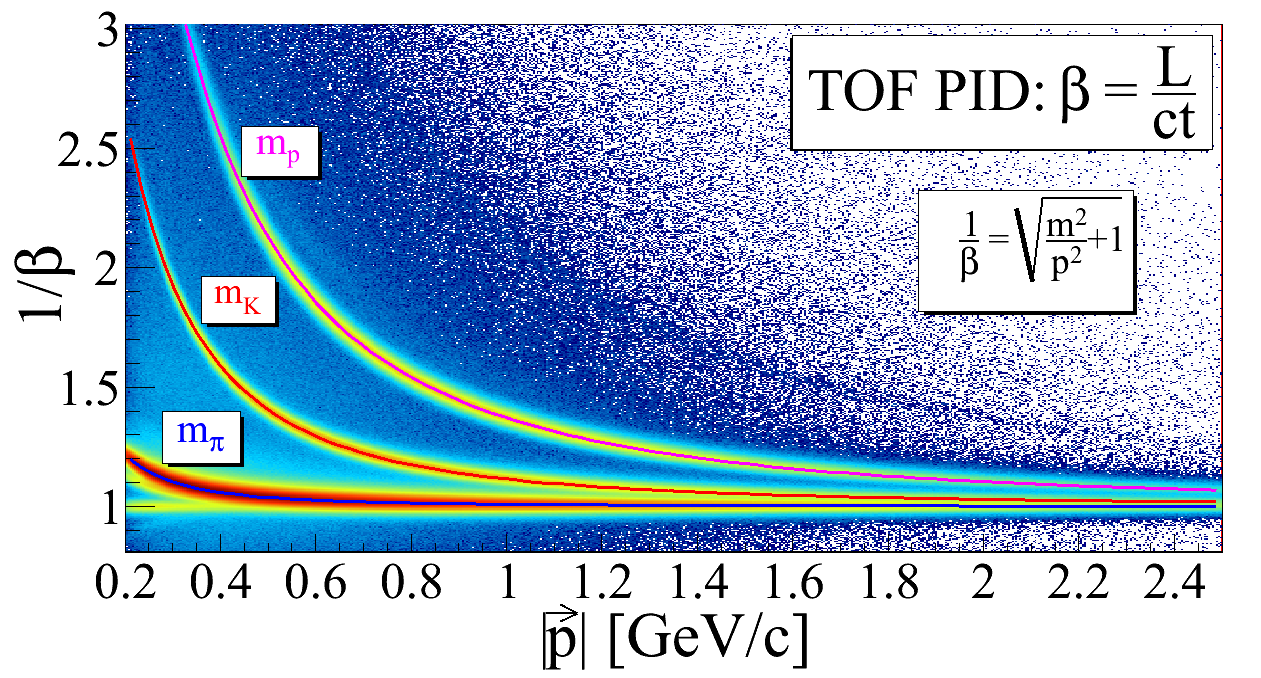 3
2.5
2
1.5
1
1/β
TOF PID: β = L/ct
1/β = √m²/p²+1
m_p
m_K
m_π
0.2 0.4 0.6 0.8 1 1.2 1.4 1.6 1.8 2 2.2 2.4
|p⃗| [GeV/c]